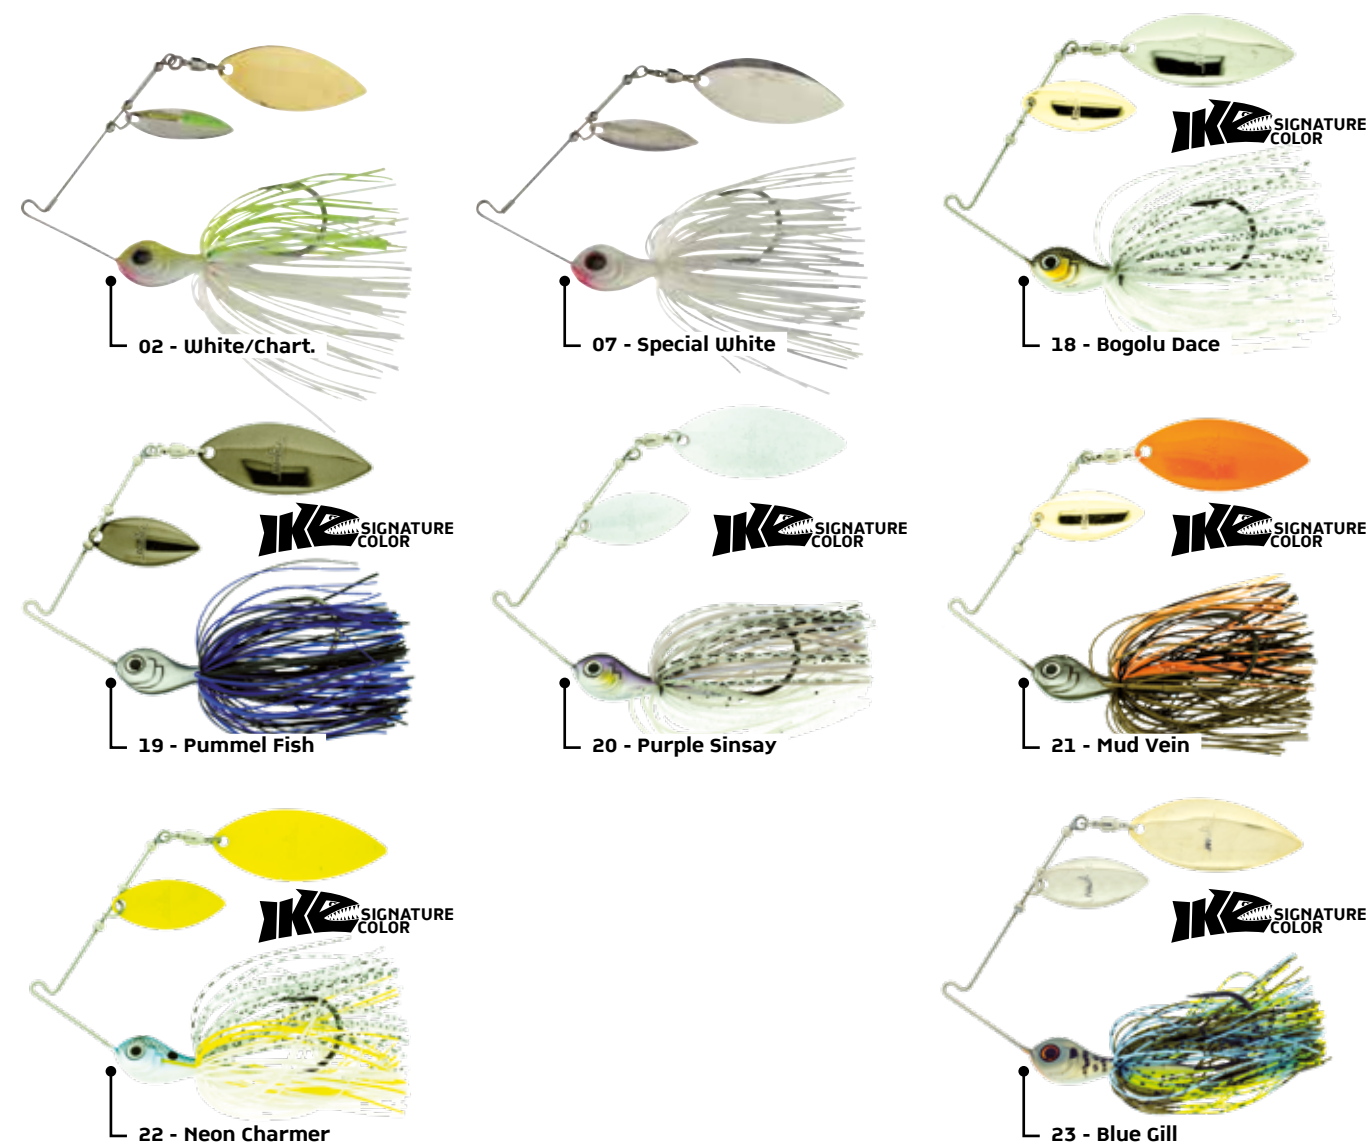 IKE SIGNATURE
COLOR
02 - White/Chart.
07 - Special White
18 - Bogolu Dace
IKE SIGNATURE
COLOR
IKE SIGNATURE
COLOR
IKE SIGNATURE
COLOR
19 - Pummel Fish
20 - Purple Sinsay
21 - Mud Vein
IKE SIGNATURE
COLOR
IKE SIGNATURE
COLOR
22 - Neon Charmer
23 - Blue Gill